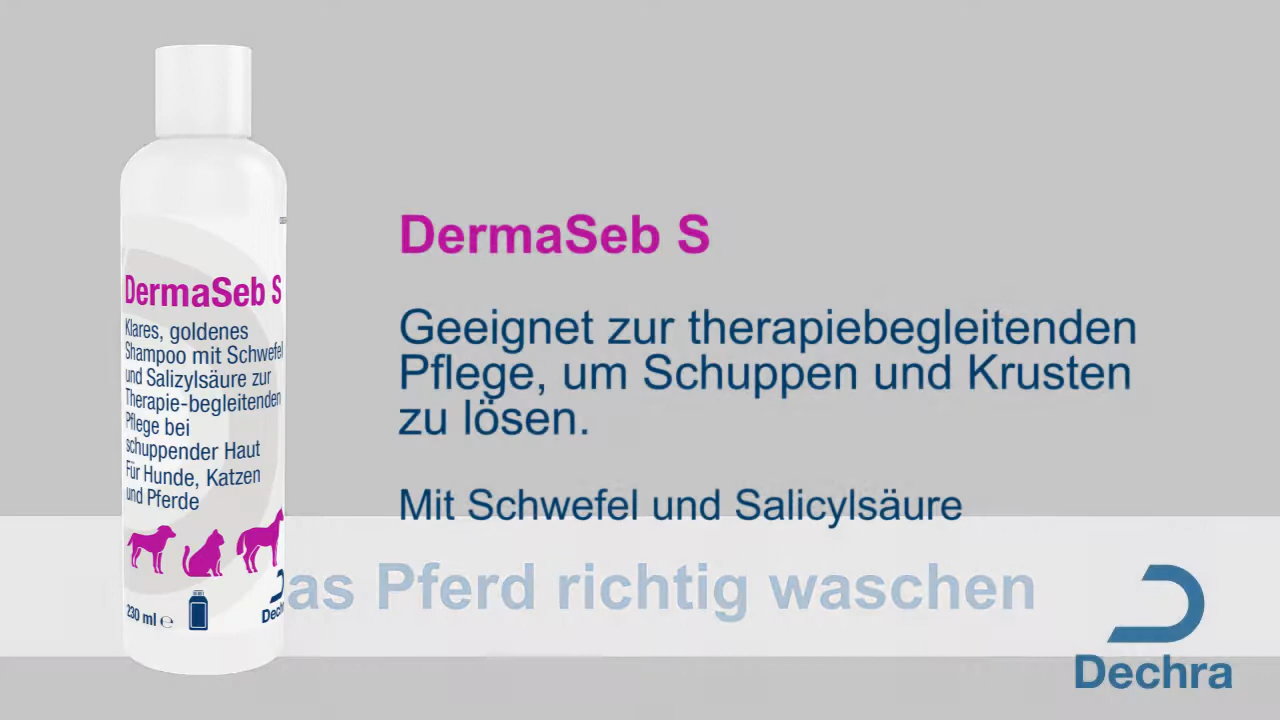 DermaSeb S
Klares, goldenes
Shampoo mit Schwefel
und Salizylsäure zur
Therapie-begleitenden
Pflege bei
schuppender Haut
Für Hunde, Katzen
und Pferde
230 ml ℮
Dechr
DermaSeb S
Geeignet zur therapiebegleitenden
Pflege, um Schuppen und Krusten
zu lösen.
Mit Schwefel und Salicylsäure
as Pferd richtig waschen
Dechra